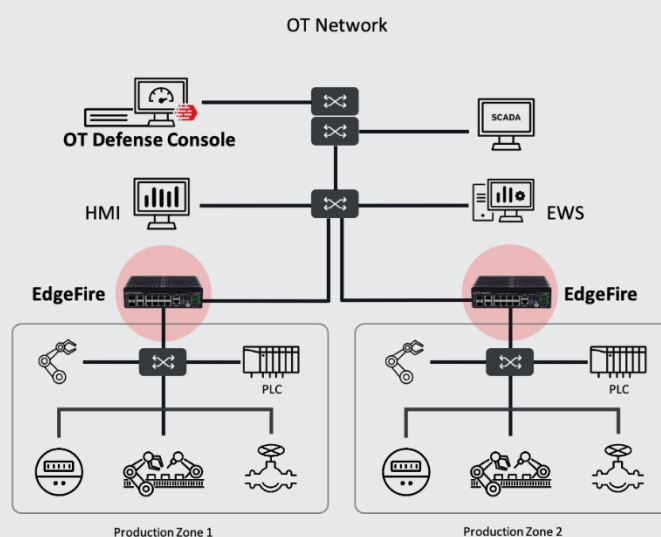 OT Network
OT Defense Console
SCADA
HMI
EWS
EdgeFire
EdgeFire
PLC
PLC
Production Zone 1
Production Zone 2